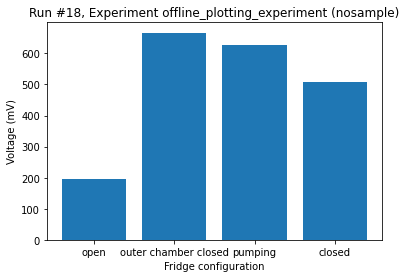 Run #18, Experiment offline_plotting_experiment (nosample)
Voltage (mV)
600
500
400
300
200
100
0
open outer chamber closed pumping closed
Fridge configuration